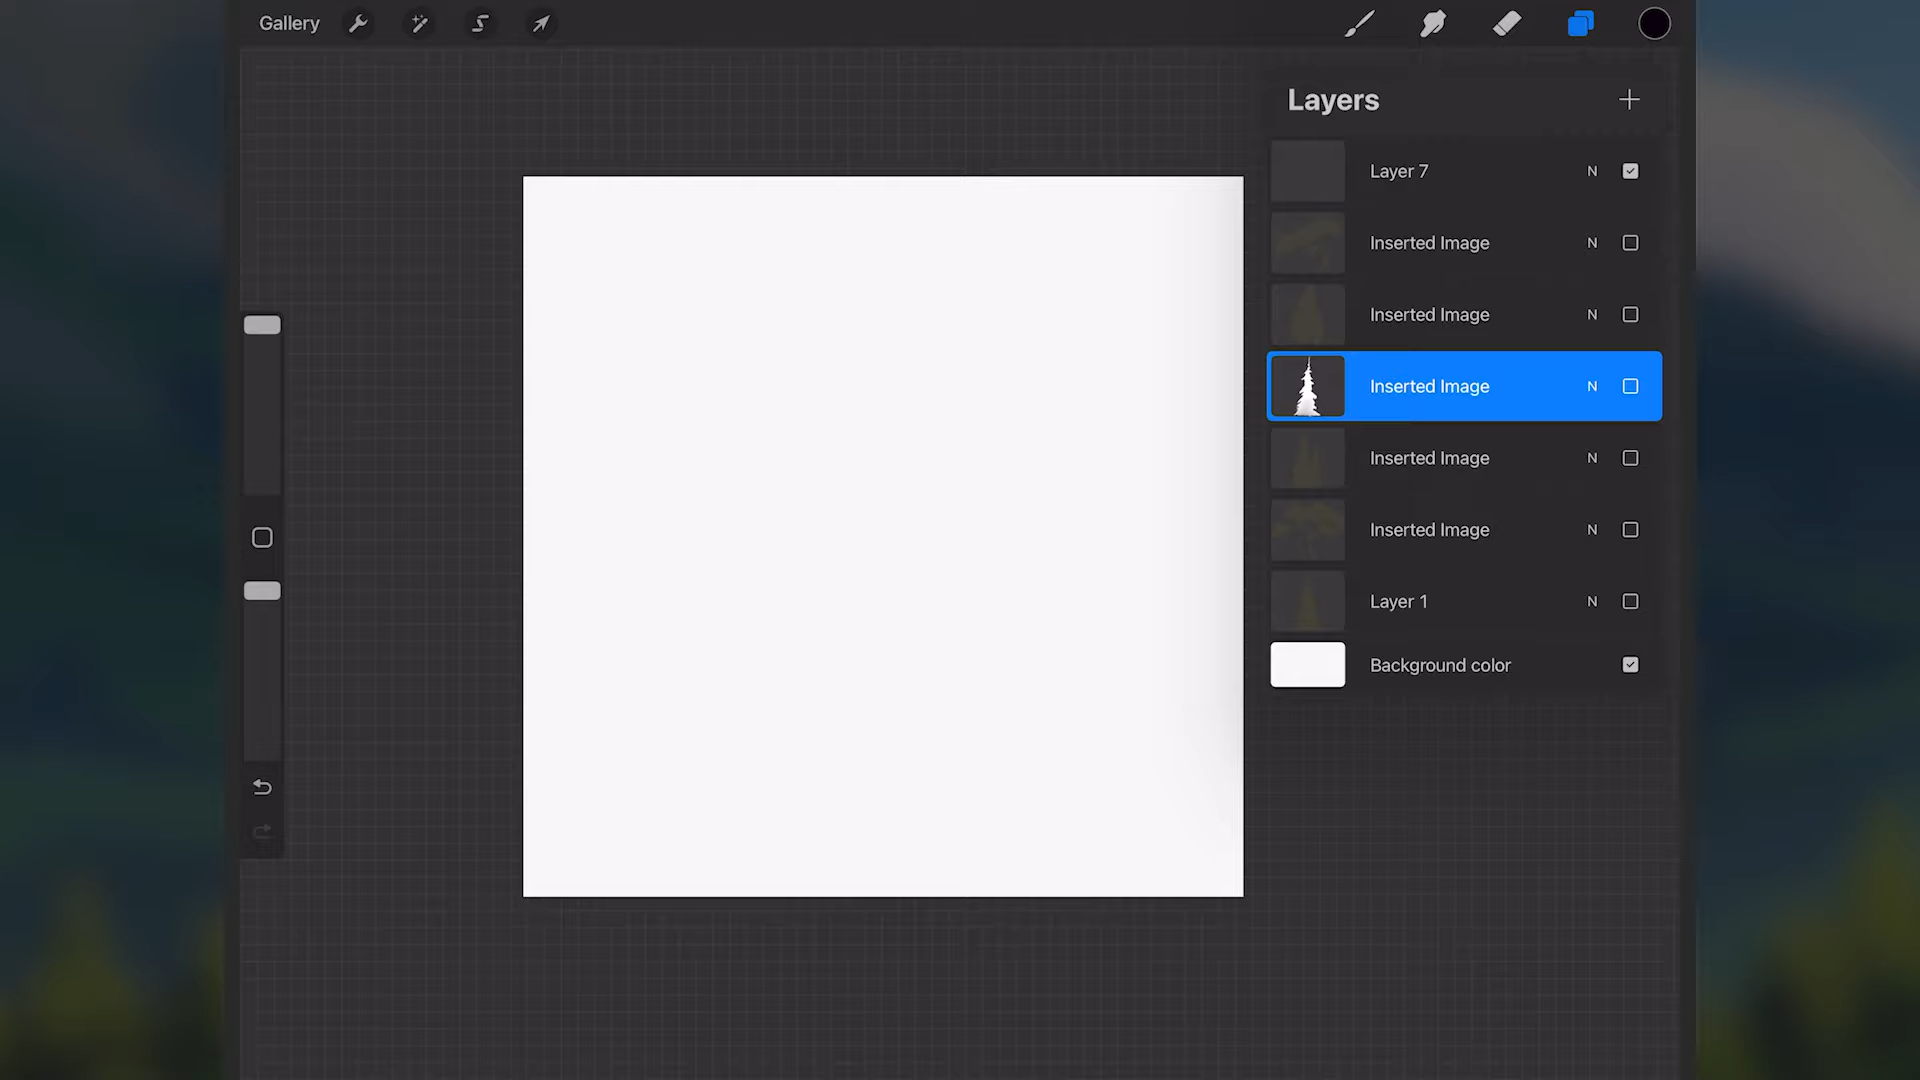 Gallery
Layers
Layer 7 N
Inserted Image N
Inserted Image N
Inserted Image N
Inserted Image N
Inserted Image N
Layer 1 N
Background color